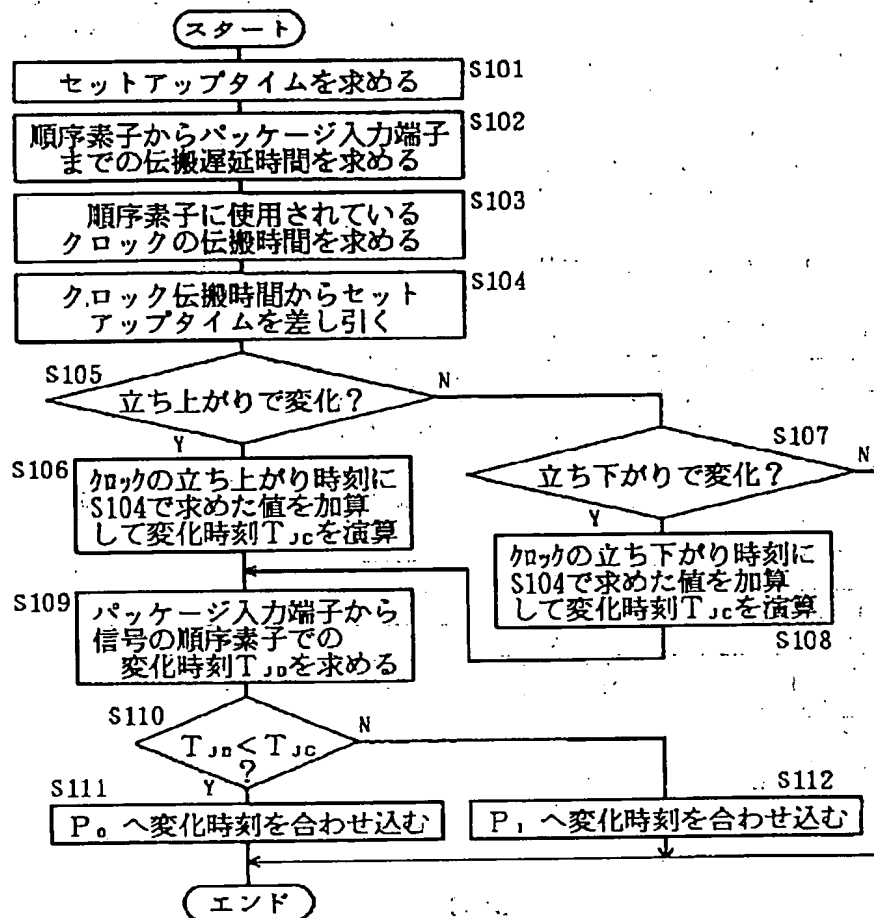 スタート
セットアップタイムを求める
S101
順序素子からパッケージ入力端子
までの伝搬遅延時間を求める
S102
順序素子に使用されている
クロックの伝搬時間を求める
S103
クロック伝搬時間からセット
アップタイムを差し引く
S104
S105
立ち上がりで変化?
N
Y
S107
立ち下がりで変化?
N
Y
S106
クロックの立ち上がり時刻に
S104で求めた値を加算
して変化時刻TJCを演算
クロックの立ち下がり時刻に
S104で求めた値を加算
して変化時刻TJCを演算
S108
S109
パッケージ入力端子から
信号の順序素子での
変化時刻TJDを求める
S110
TJD<TJC
?
N
Y
S111
P0 へ変化時刻を合わせ込む
S112
P1 へ変化時刻を合わせ込む
エンド